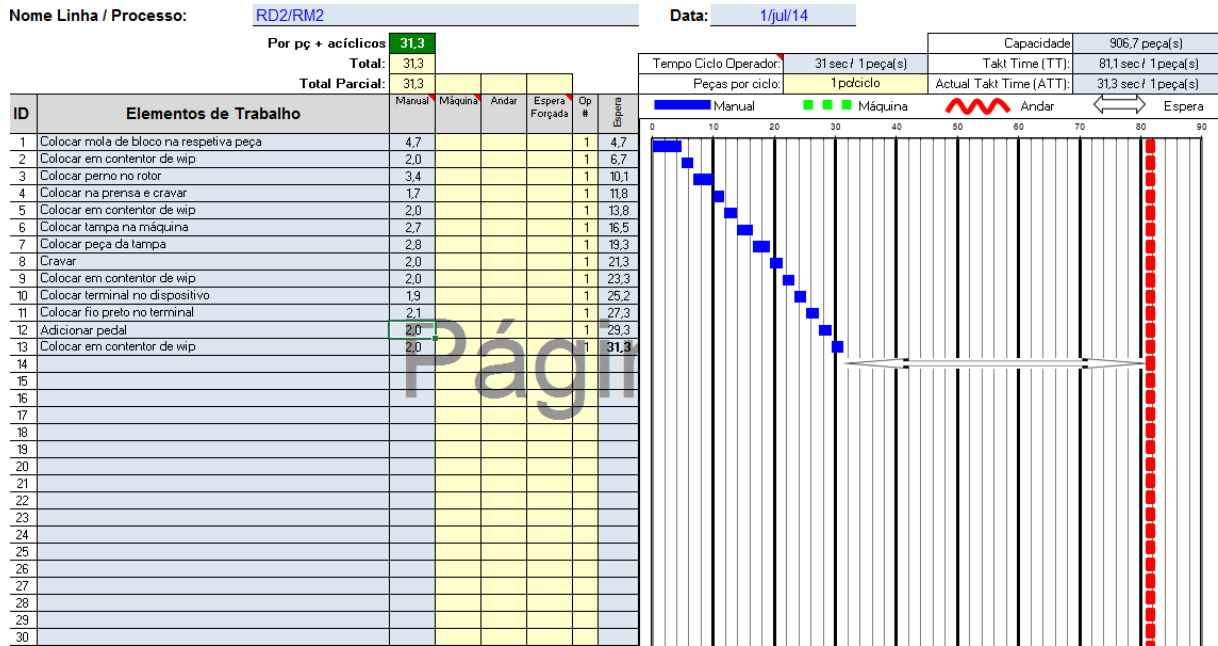 Nome Linha / Processo: RD2/RM2 Data: 1/jul/14
Por pç + acíclicos 31,3 Capacidade 906,7 peça(s)
Total: 31,3 Tempo Ciclo Operador: 31 sec / 1 peça(s) Takt Time (TT): 81,1 sec / 1 peça(s)
Total Parcial: 31,3 Peças por ciclo: 1 pd/ciclo Actual Takt Time (ATT): 31,3 sec / 1 peça(s)
ID Elementos de Trabalho Manual Máquina Andar Espera Forçada Op # Espera Manual Máquina Andar Espera
0 10 20 30 40 50 60 70 80 90
1 Colocar mola de bloco na respetiva peça 4,7 1 4,7
2 Colocar em contentor de wip 2,0 1 6,7
3 Colocar perno no rotor 3,4 1 10,1
4 Colocar na prensa e cravar 1,7 1 11,8
5 Colocar em contentor de wip 2,0 1 13,8
6 Colocar tampa na máquina 2,7 1 16,5
7 Colocar peça da tampa 2,8 1 19,3
8 Cravar 2,0 1 21,3
9 Colocar em contentor de wip 2,0 1 23,3
10 Colocar terminal no dispositivo 1,9 1 25,2
11 Colocar fio preto no terminal 2,1 1 27,3
12 Adicionar pedal 2,0 1 29,3
13 Colocar em contentor de wip 2,0 1 31,3
14
15
16
17
18
19
20
21
22
23
24
25
26
27
28
29
30
Págin